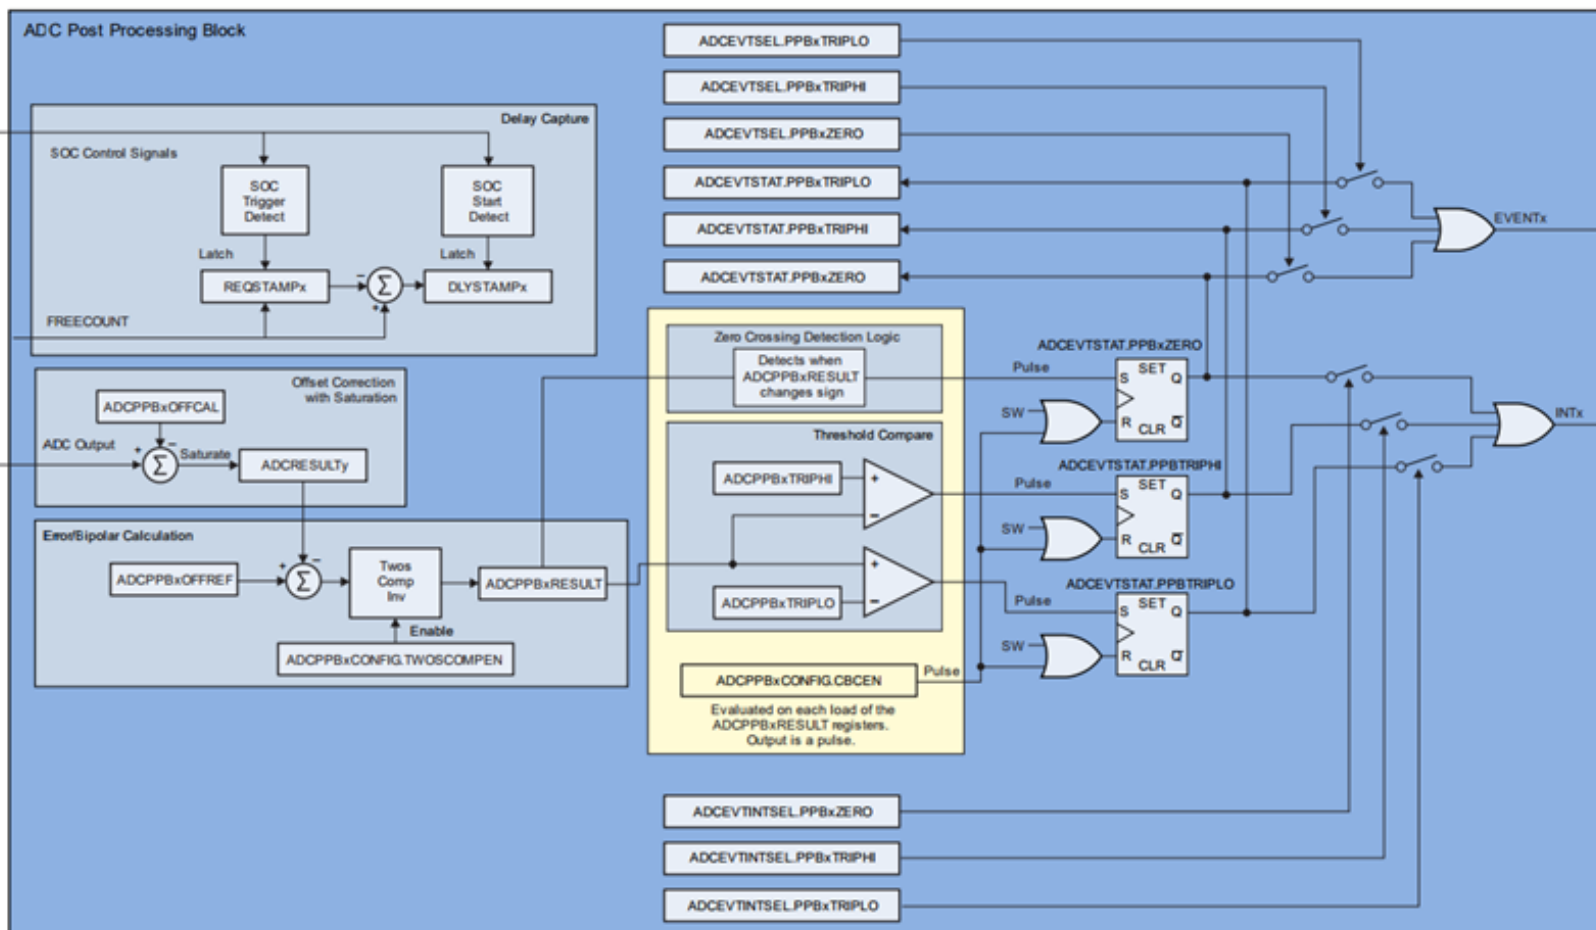 ADC Post Processing Block
ADCEVTSEL.PPBxTRIPLO
ADCEVTSEL.PPBxTRIPHI
ADCEVTSEL.PPBxZERO
ADCEVTSTAT.PPBxTRIPLO
ADCEVTSTAT.PPBxTRIPHI
ADCEVTSTAT.PPBxZERO
EVENTx
Delay Capture
SOC Control Signals
SOC
Trigger
Detect
SOC
Start
Detect
Latch
Latch
REQSTAMPx
−
Σ
+
DLYSTAMPx
FREECOUNT
Offset Correction
with Saturation
ADCPPBxOFFCAL
ADC Output
+
−
Σ
Saturate
ADCRESULTy
Error/Bipolar Calculation
ADCPPBxOFFREF
+
−
Σ
Twos
Comp
Inv
ADCPPBxRESULT
Enable
ADCPPBxCONFIG.TWOSCOMPEN
Zero Crossing Detection Logic
Detects when
ADCPPBxRESULT
changes sign
Threshold Compare
ADCPPBxTRIPHI
+
−
ADCPPBxTRIPLO
+
−
ADCPPBxCONFIG.CBCEN
Pulse
Evaluated on each load of the
ADCPPBxRESULT registers.
Output is a pulse.
ADCEVTSTAT.PPBxZERO
Pulse
SW
S SET Q
R CLR Q̅
ADCEVTSTAT.PPBTRIPHI
Pulse
SW
S SET Q
R CLR Q̅
ADCEVTSTAT.PPBTRIPLO
Pulse
SW
S SET Q
R CLR Q̅
INTx
ADCEVTINTSEL.PPBxZERO
ADCEVTINTSEL.PPBxTRIPHI
ADCEVTINTSEL.PPBxTRIPLO